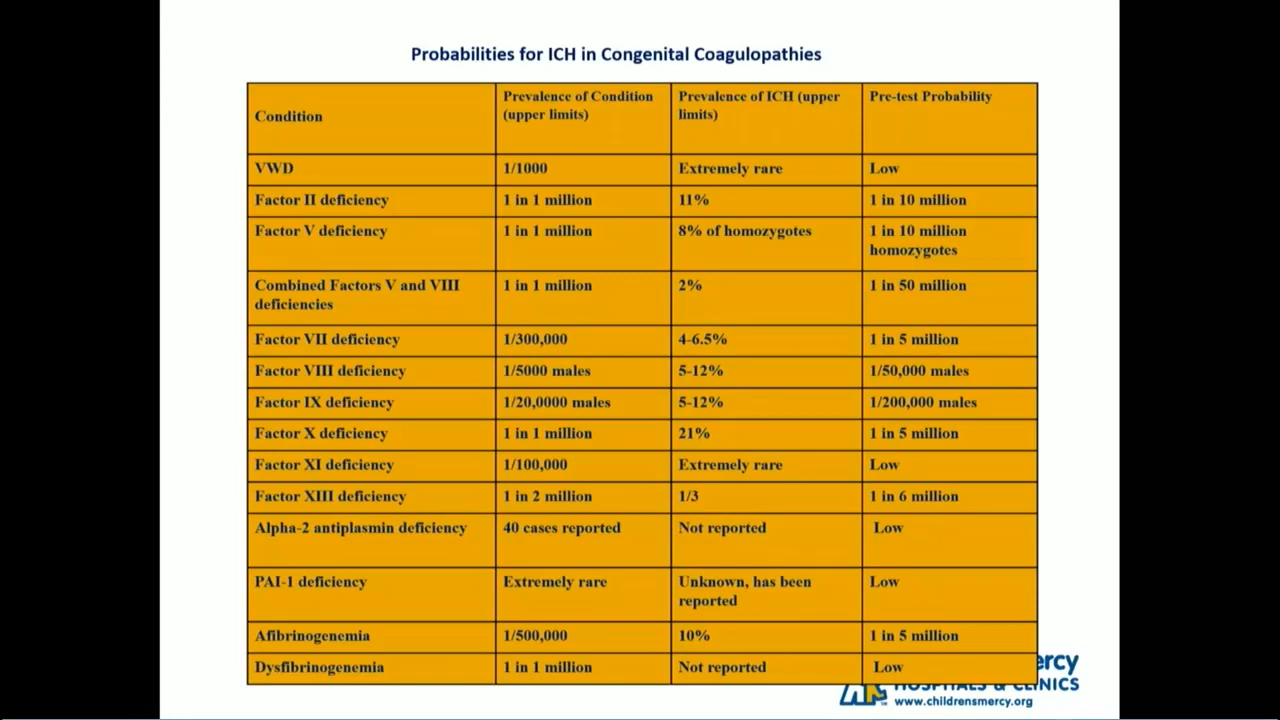 Probabilities for ICH in Congenital Coagulopathies
Condition
Prevalence of Condition
(upper limits)
Prevalence of ICH (upper
limits)
Pre-test Probability
VWD
1/1000
Extremely rare
Low
Factor II deficiency
1 in 1 million
11%
1 in 10 million
Factor V deficiency
1 in 1 million
8% of homozygotes
1 in 10 million
homozygotes
Combined Factors V and VIII
deficiencies
1 in 1 million
2%
1 in 50 million
Factor VII deficiency
1/300,000
4-6.5%
1 in 5 million
Factor VIII deficiency
1/5000 males
5-12%
1/50,000 males
Factor IX deficiency
1/20,0000 males
5-12%
1/200,000 males
Factor X deficiency
1 in 1 million
21%
1 in 5 million
Factor XI deficiency
1/100,000
Extremely rare
Low
Factor XIII deficiency
1 in 2 million
1/3
1 in 6 million
Alpha-2 antiplasmin deficiency
40 cases reported
Not reported
Low
PAI-1 deficiency
Extremely rare
Unknown, has been
reported
Low
Afibrinogenemia
1/500,000
10%
1 in 5 million
Dysfibrinogenemia
1 in 1 million
Not reported
Low
ercy
HOSPITALS & CLINICS
www.childrensmercy.org